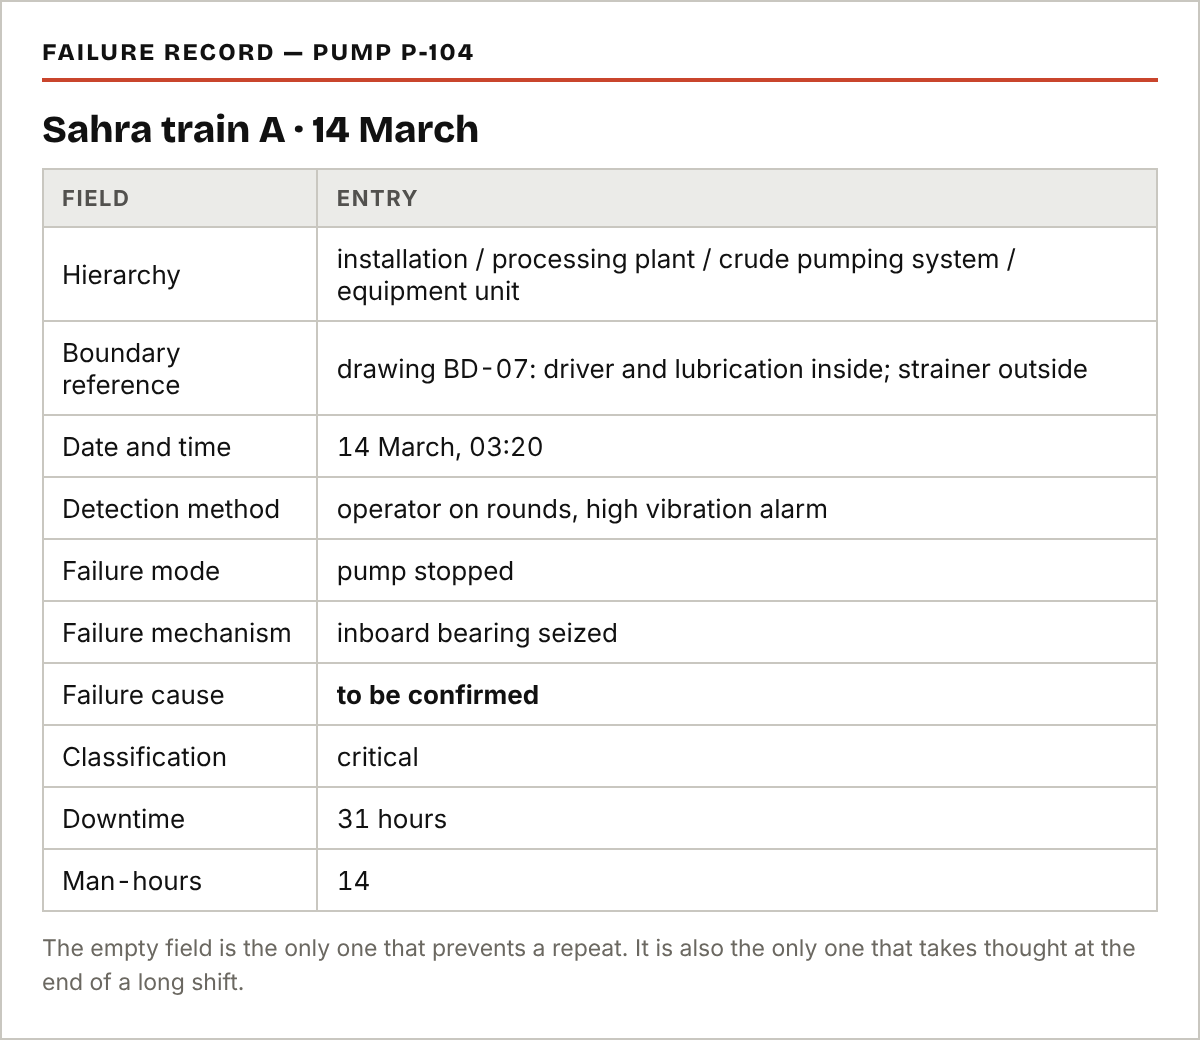 FAILURE RECORD — PUMP P-104
Sahra train A · 14 March
FIELD ENTRY
Hierarchy installation / processing plant / crude pumping system /
equipment unit
Boundary
reference drawing BD-07: driver and lubrication inside; strainer outside
Date and time 14 March, 03:20
Detection method operator on rounds, high vibration alarm
Failure mode pump stopped
Failure mechanism inboard bearing seized
Failure cause to be confirmed
Classification critical
Downtime 31 hours
Man-hours 14
The empty field is the only one that prevents a repeat. It is also the only one that takes thought at the
end of a long shift.